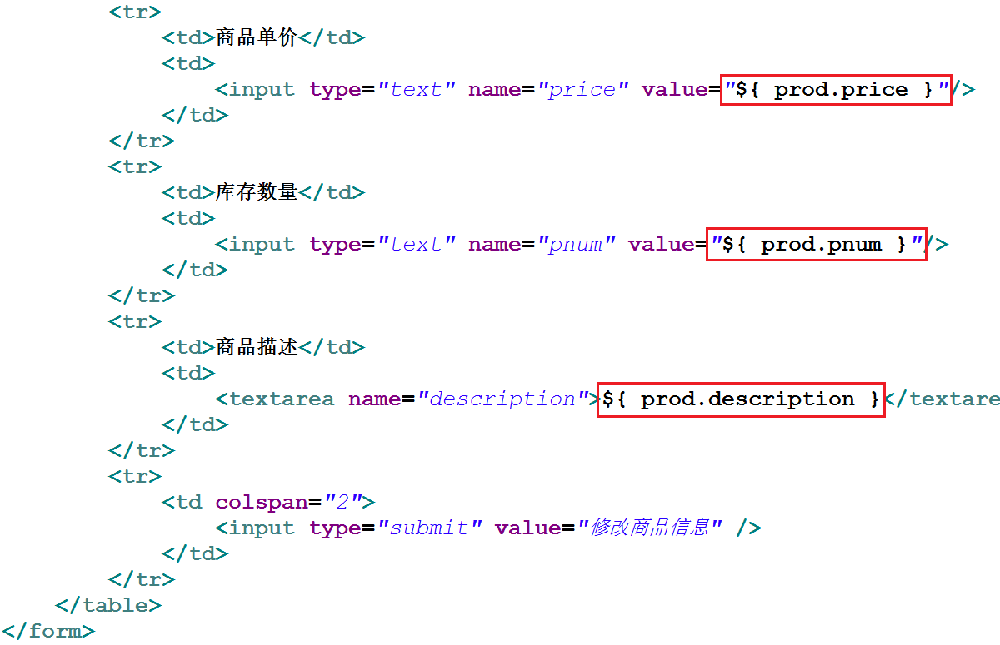 <tr>
<td>商品单价</td>
<td>
<input type="text" name="price" value="${ prod.price }"/>
</td>
</tr>
<tr>
<td>库存数量</td>
<td>
<input type="text" name="pnum" value="${ prod.pnum }"/>
</td>
</tr>
<tr>
<td>商品描述</td>
<td>
<textarea name="description">${ prod.description }</textare
</td>
</tr>
<tr>
<td colspan="2">
<input type="submit" value="修改商品信息" />
</td>
</tr>
</table>
</form>